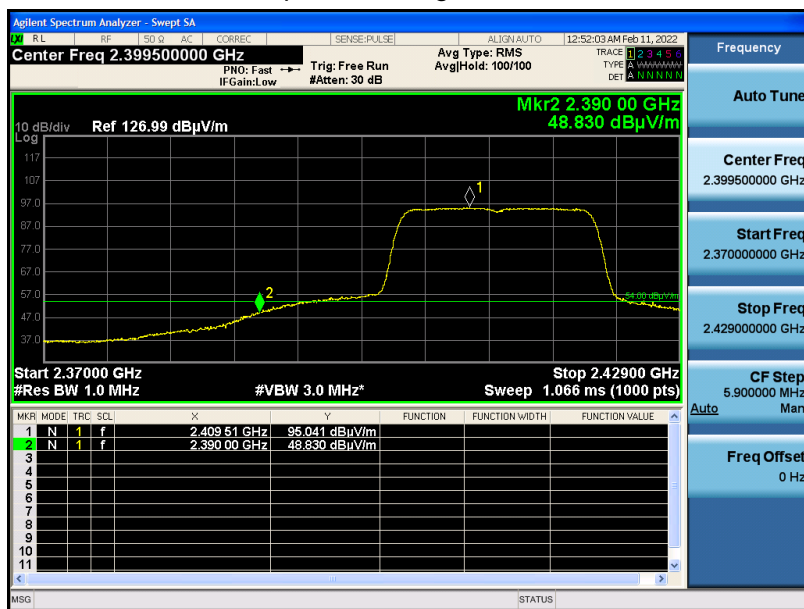 Agilent Spectrum Analyzer - Swept SA
LXI RL RF 50 Ω AC CORREC SENSE:PULSE ALIGN AUTO 12:52:03 AM Feb 11, 2022
Center Freq 2.399500000 GHz
PNO: Fast
IFGain:Low
Trig: Free Run
#Atten: 30 dB
Avg Type: RMS
Avg|Hold: 100/100
TRACE 1 2 3 4 5 6
TYPE A WWWWW
DET A N N N N N
Mkr2 2.390 00 GHz
48.830 dBµV/m
10 dB/div Ref 126.99 dBµV/m
Log
117
107
97.0
87.0
77.0
67.0
57.0
47.0
37.0
1
2
54.00 dBµV/m
Start 2.37000 GHz Stop 2.42900 GHz
#Res BW 1.0 MHz #VBW 3.0 MHz* Sweep 1.066 ms (1000 pts)
MKR MODE TRC SCL X Y FUNCTION FUNCTION WIDTH FUNCTION VALUE
1 N 1 f 2.409 51 GHz 95.041 dBµV/m
2 N 1 f 2.390 00 GHz 48.830 dBµV/m
3
4
5
6
7
8
9
10
11
MSG STATUS
Frequency
Auto Tune
Center Freq
2.399500000 GHz
Start Freq
2.370000000 GHz
Stop Freq
2.429000000 GHz
CF Step
5.900000 MHz
Auto Man
Freq Offset
0 Hz